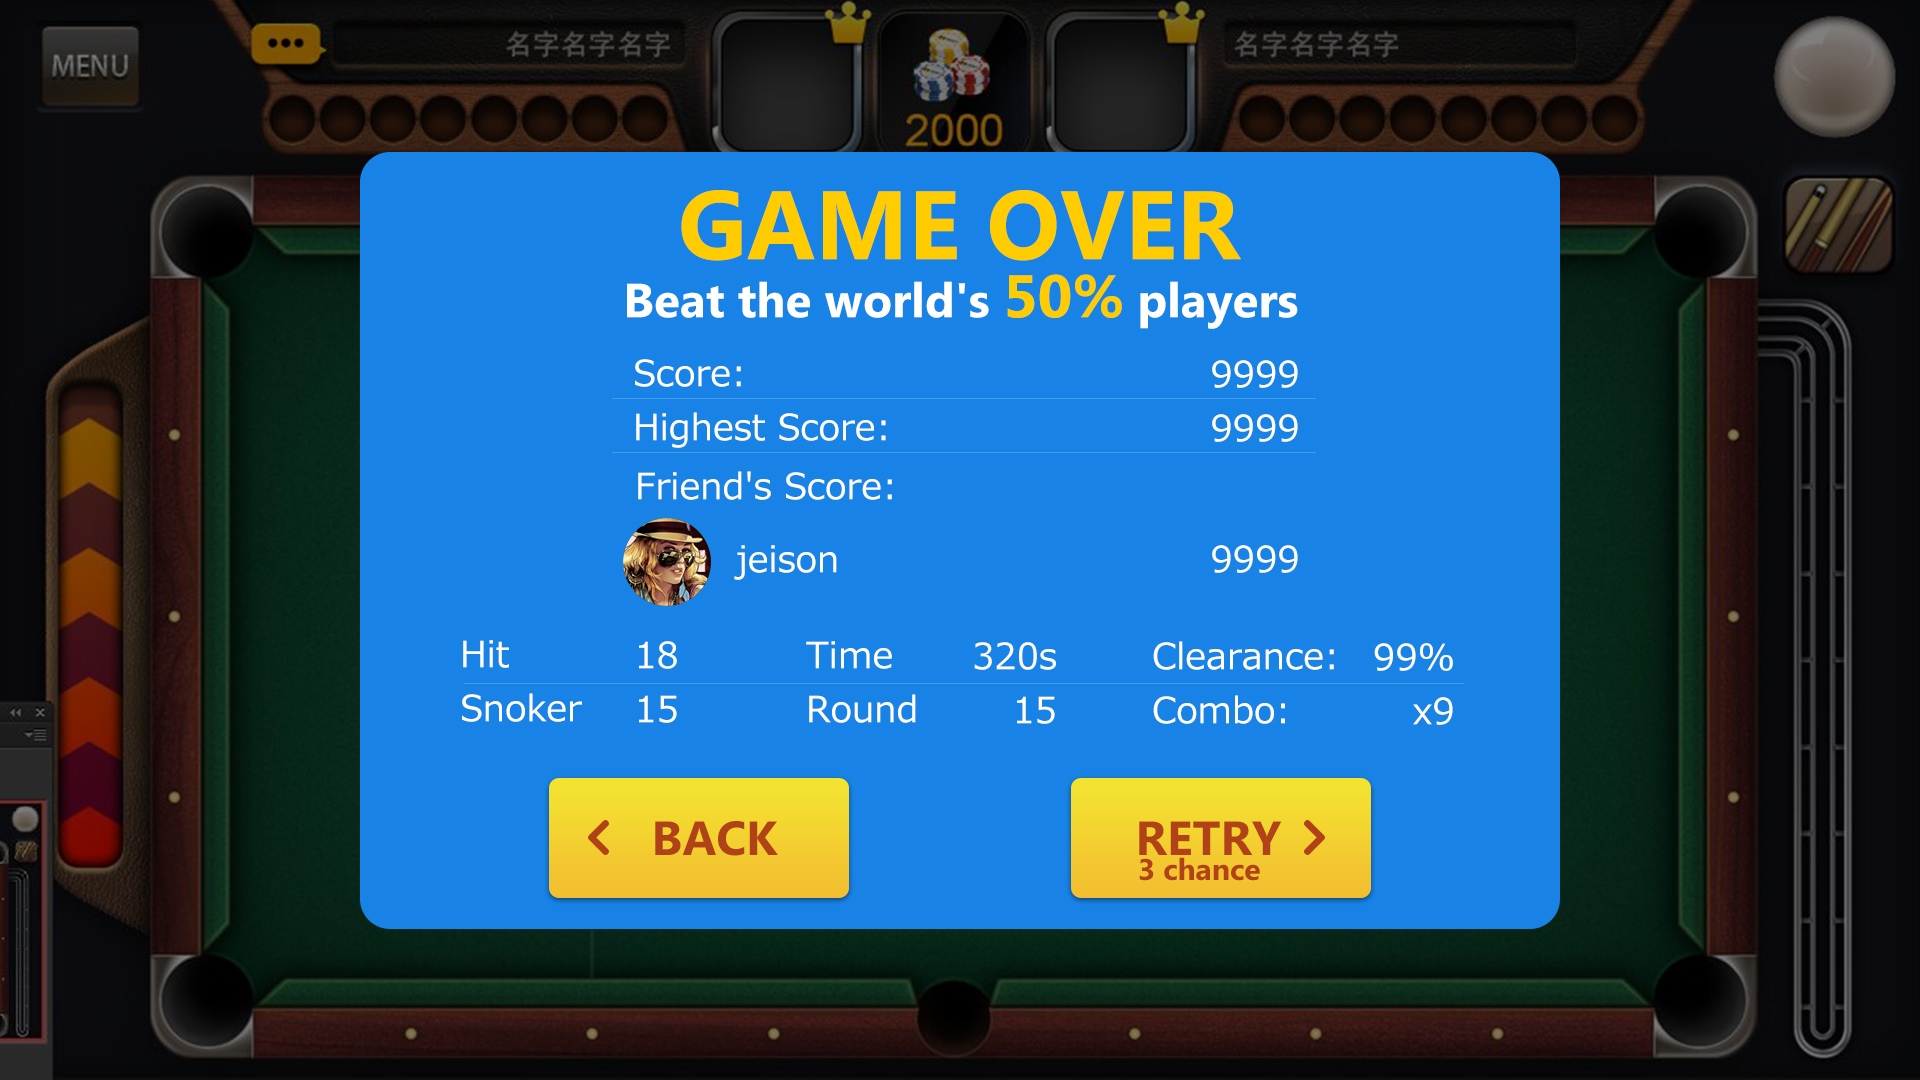 MENU
名字名字名字
2000
名字名字名字
GAME OVER
Beat the world's 50% players
Score: 9999
Highest Score: 9999
Friend's Score:
jeison 9999
Hit 18 Time 320s Clearance: 99%
Snoker 15 Round 15 Combo: x9
BACK
RETRY
3 chance